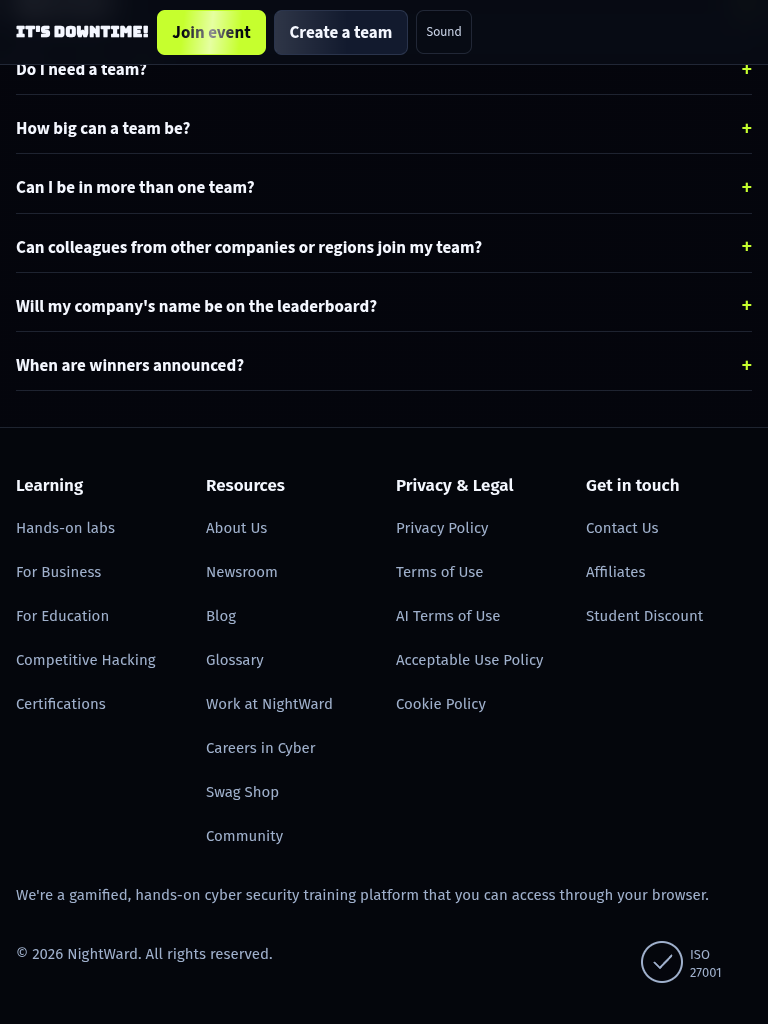 IT'S DOWNTIME!
Join event
Create a team
Sound
Do I need a team?
+
How big can a team be?
+
Can I be in more than one team?
+
Can colleagues from other companies or regions join my team?
+
Will my company's name be on the leaderboard?
+
When are winners announced?
+
Learning
Hands-on labs
For Business
For Education
Competitive Hacking
Certifications
Resources
About Us
Newsroom
Blog
Glossary
Work at NightWard
Careers in Cyber
Swag Shop
Community
Privacy & Legal
Privacy Policy
Terms of Use
AI Terms of Use
Acceptable Use Policy
Cookie Policy
Get in touch
Contact Us
Affiliates
Student Discount
We're a gamified, hands-on cyber security training platform that you can access through your browser.
© 2026 NightWard. All rights reserved.
ISO
27001